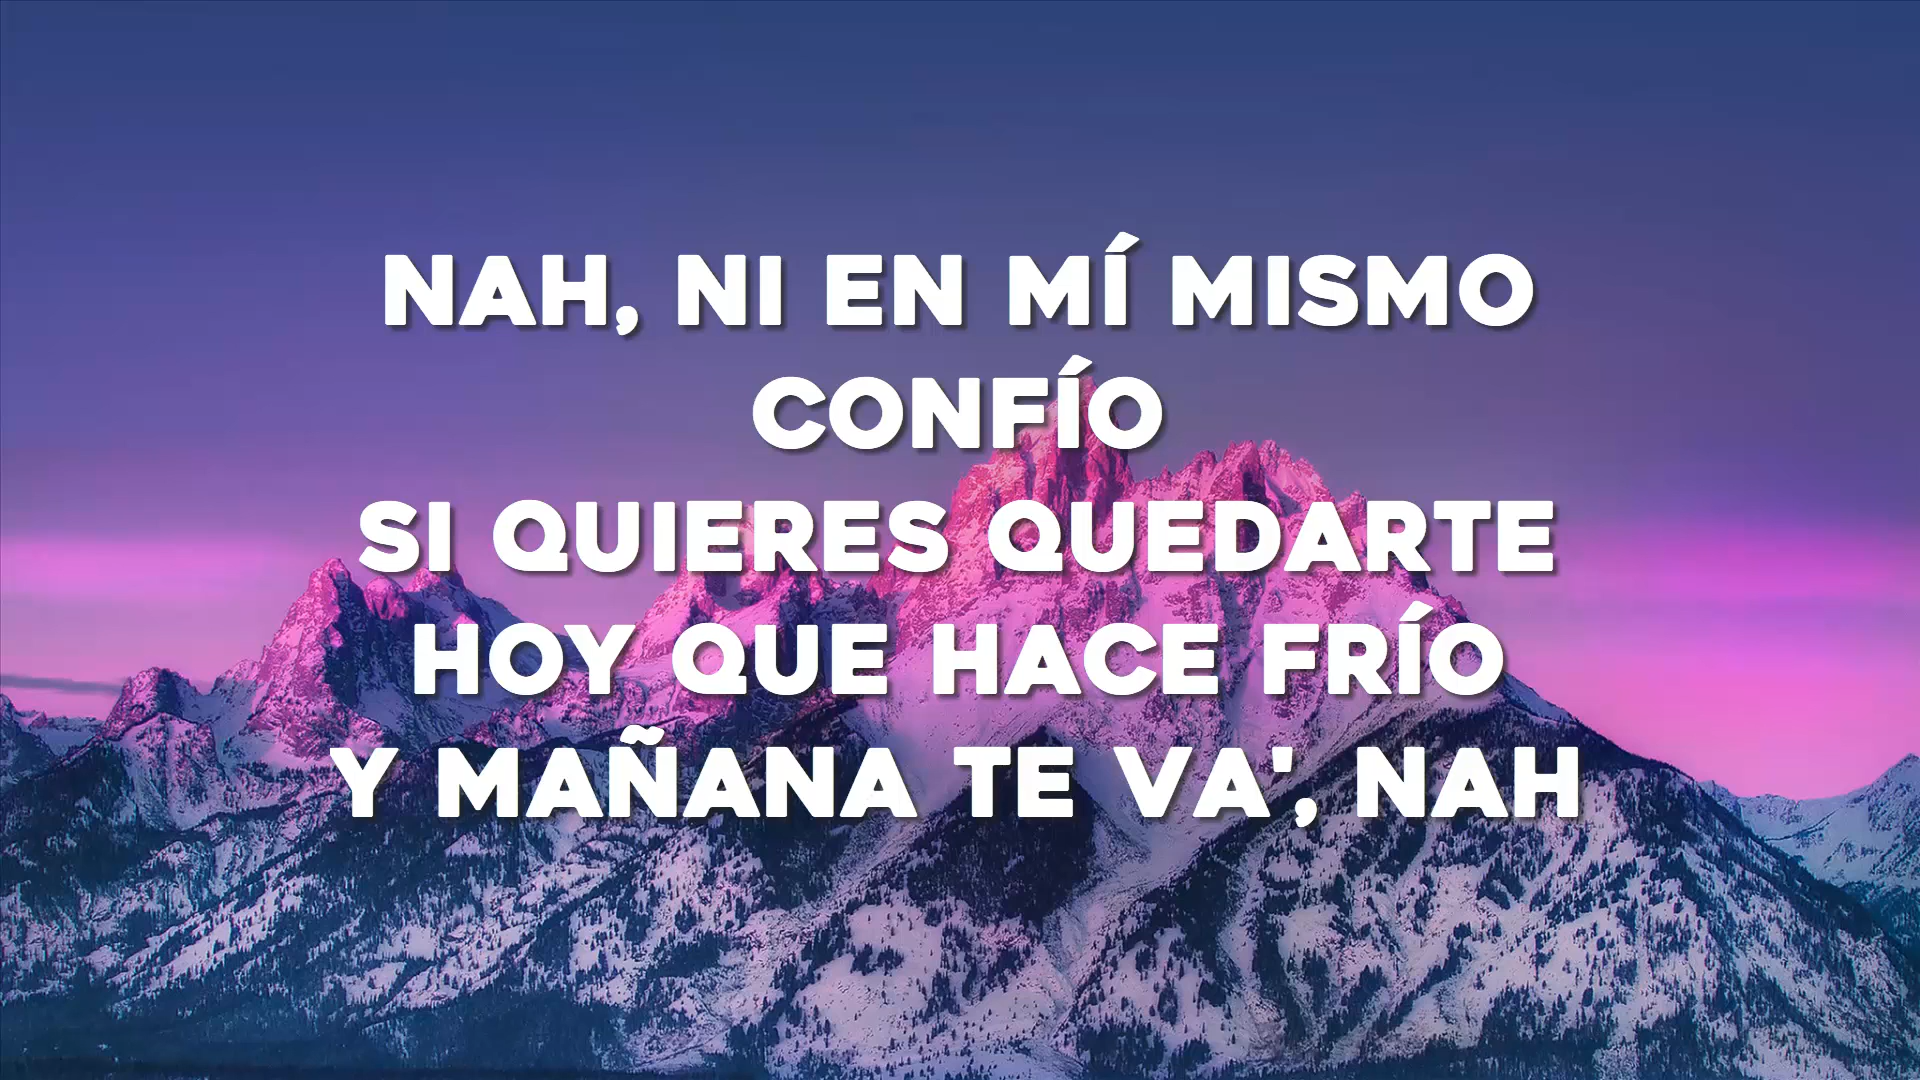 NAH, NI EN MÍ MISMO
CONFÍO
SI QUIERES QUEDARTE
HOY QUE HACE FRÍO
Y MAÑANA TE VA', NAH